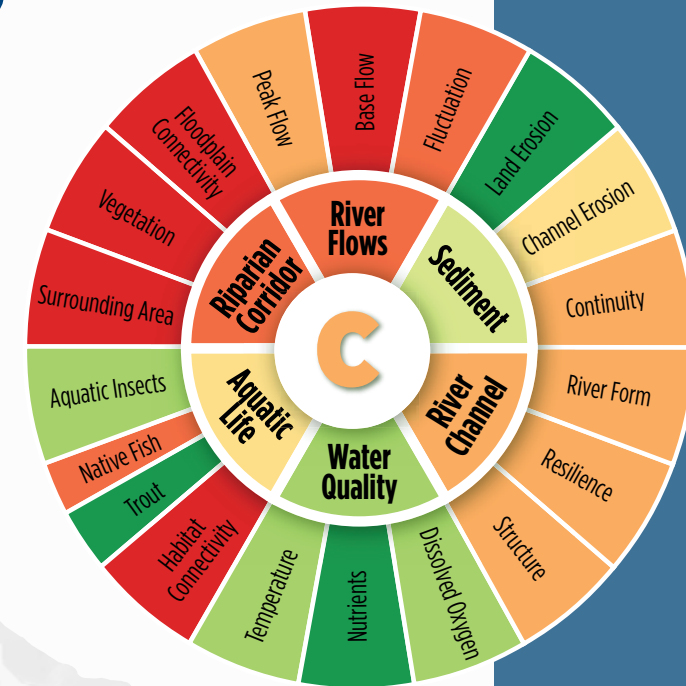 Peak Flow
Base Flow
Fluctuation
Land Erosion
Channel Erosion
Continuity
River Form
Resilience
Structure
Dissolved Oxygen
Nutrients
Temperature
Habitat
Connectivity
Trout
Native Fish
Aquatic Insects
Surrounding Area
Vegetation
Floodplain
Connectivity
River
Flows
Sediment
River
Channel
Water
Quality
Aquatic
Life
Riparian
Corridor
C